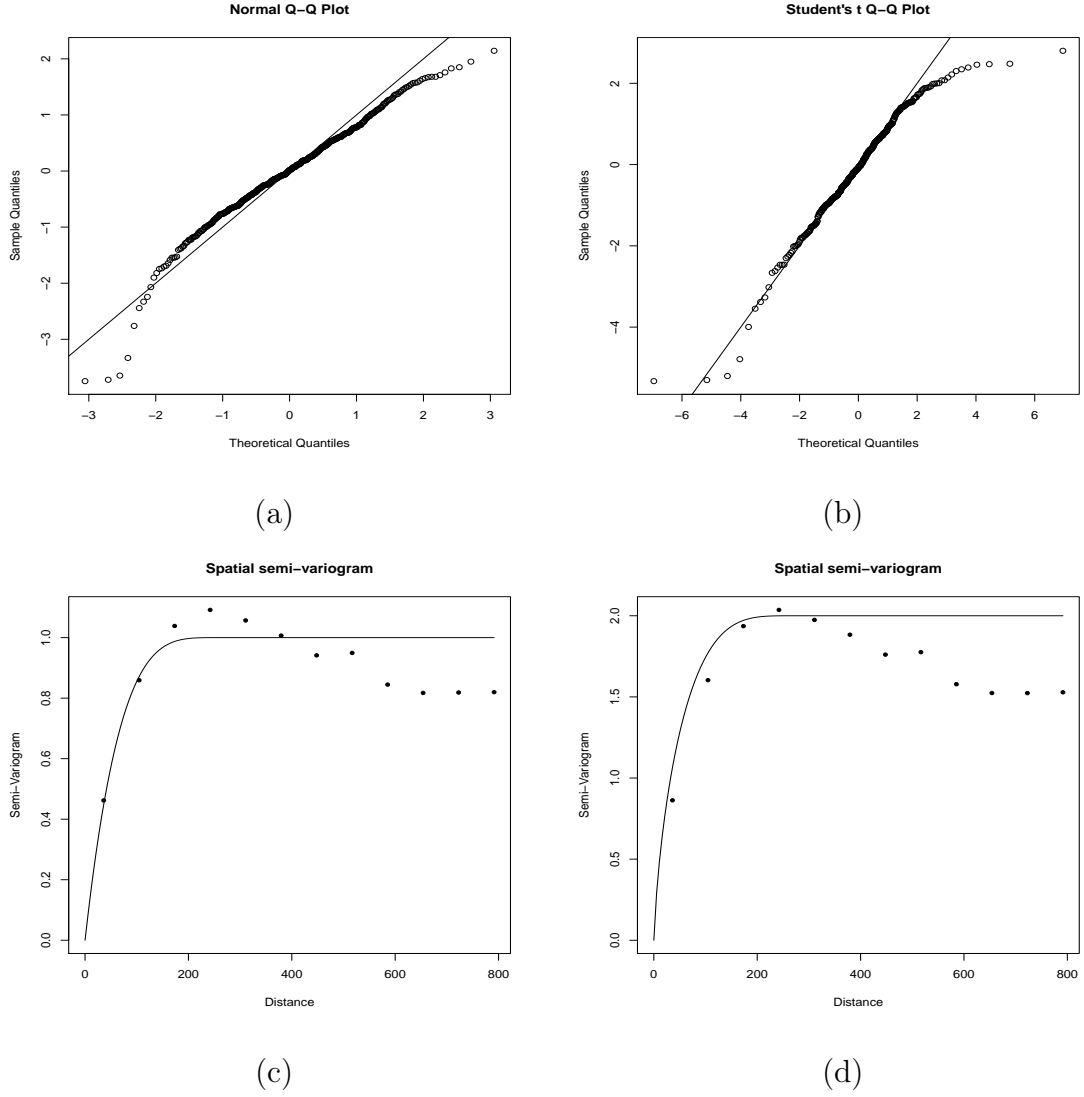 Normal Q−Q Plot
Sample Quantiles
2
1
0
−1
−2
−3
−3 −2 −1 0 1 2 3
Theoretical Quantiles
(a)
Student's t Q−Q Plot
Sample Quantiles
2
0
−2
−4
−6 −4 −2 0 2 4 6
Theoretical Quantiles
(b)
Spatial semi−variogram
Semi−Variogram
1.0
0.8
0.6
0.4
0.2
0.0
0 200 400 600 800
Distance
(c)
Spatial semi−variogram
Semi−Variogram
2.0
1.5
1.0
0.5
0.0
0 200 400 600 800
Distance
(d)